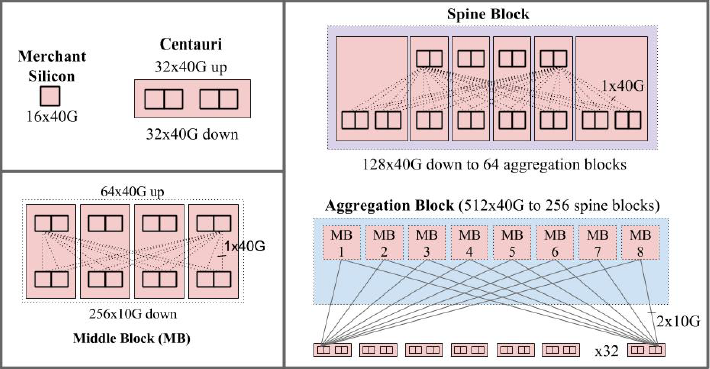 Merchant
Silicon
16x40G
Centauri
32x40G up
32x40G down
64x40G up
1x40G
256x10G down
Middle Block (MB)
Spine Block
1x40G
128x40G down to 64 aggregation blocks
Aggregation Block (512x40G to 256 spine blocks)
MB MB MB MB MB MB MB MB
1 2 3 4 5 6 7 8
2x10G
x32